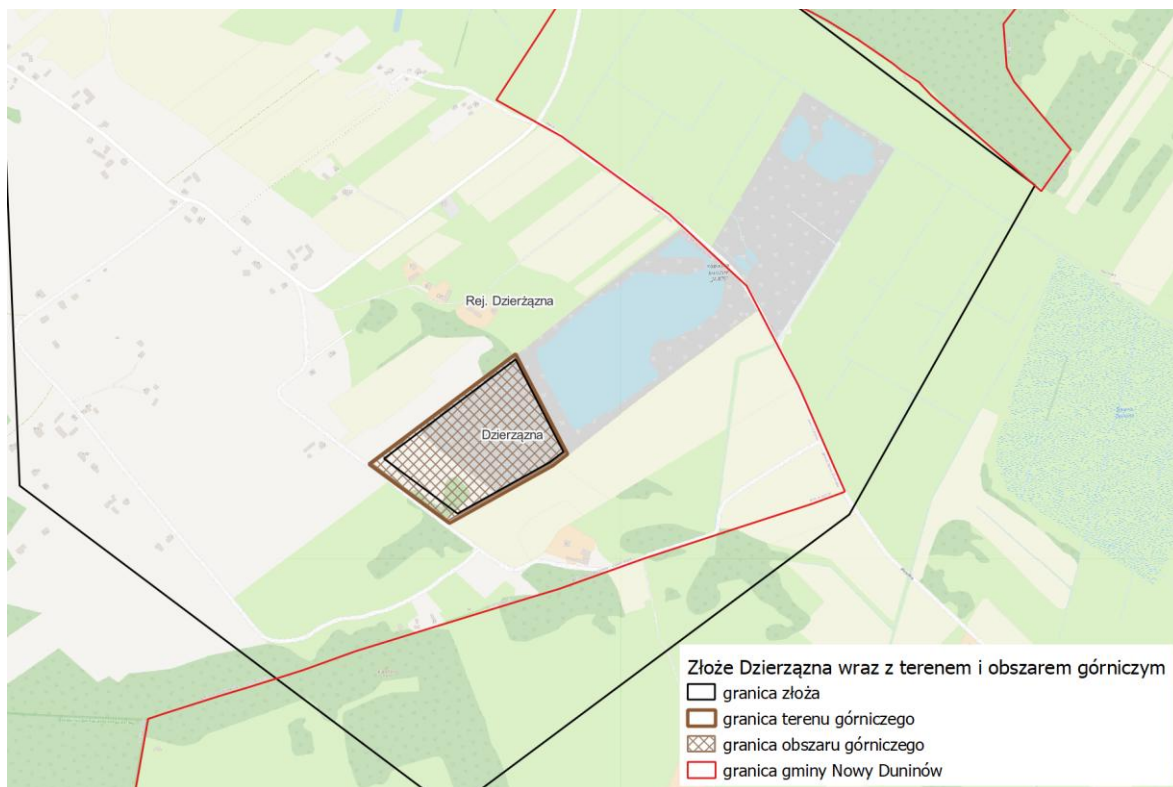 Rej. Dzierżązna
Dzierzązna
Złoże Dzierzązna wraz z terenem i obszarem górniczym
granica złoża
granica terenu górniczego
granica obszaru górniczego
granica gminy Nowy Duninów